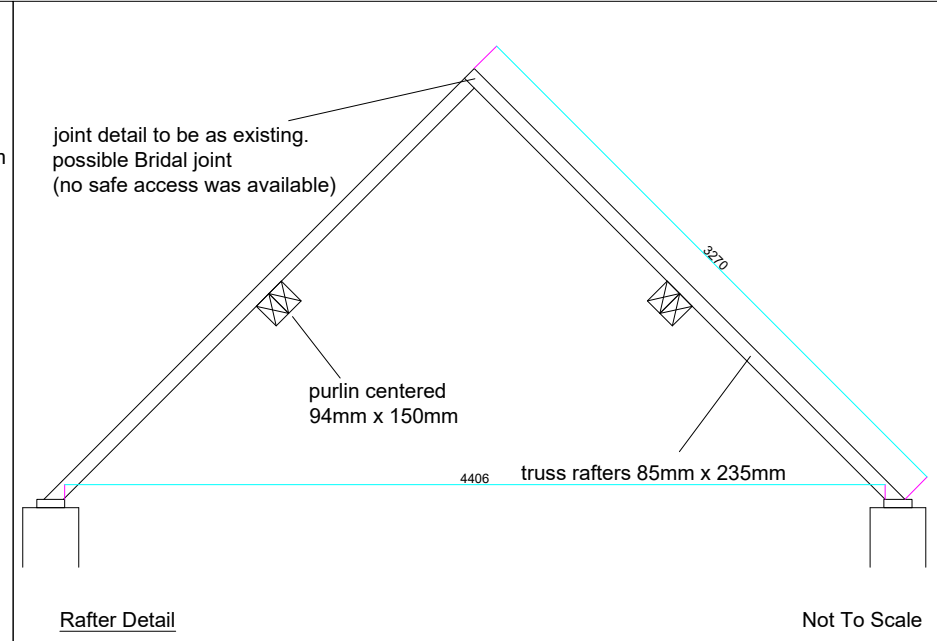 n
joint detail to be as existing.
possible Bridal joint
(no safe access was available)
3270
purlin centered
94mm x 150mm
4406
truss rafters 85mm x 235mm
Rafter Detail
Not To Scale